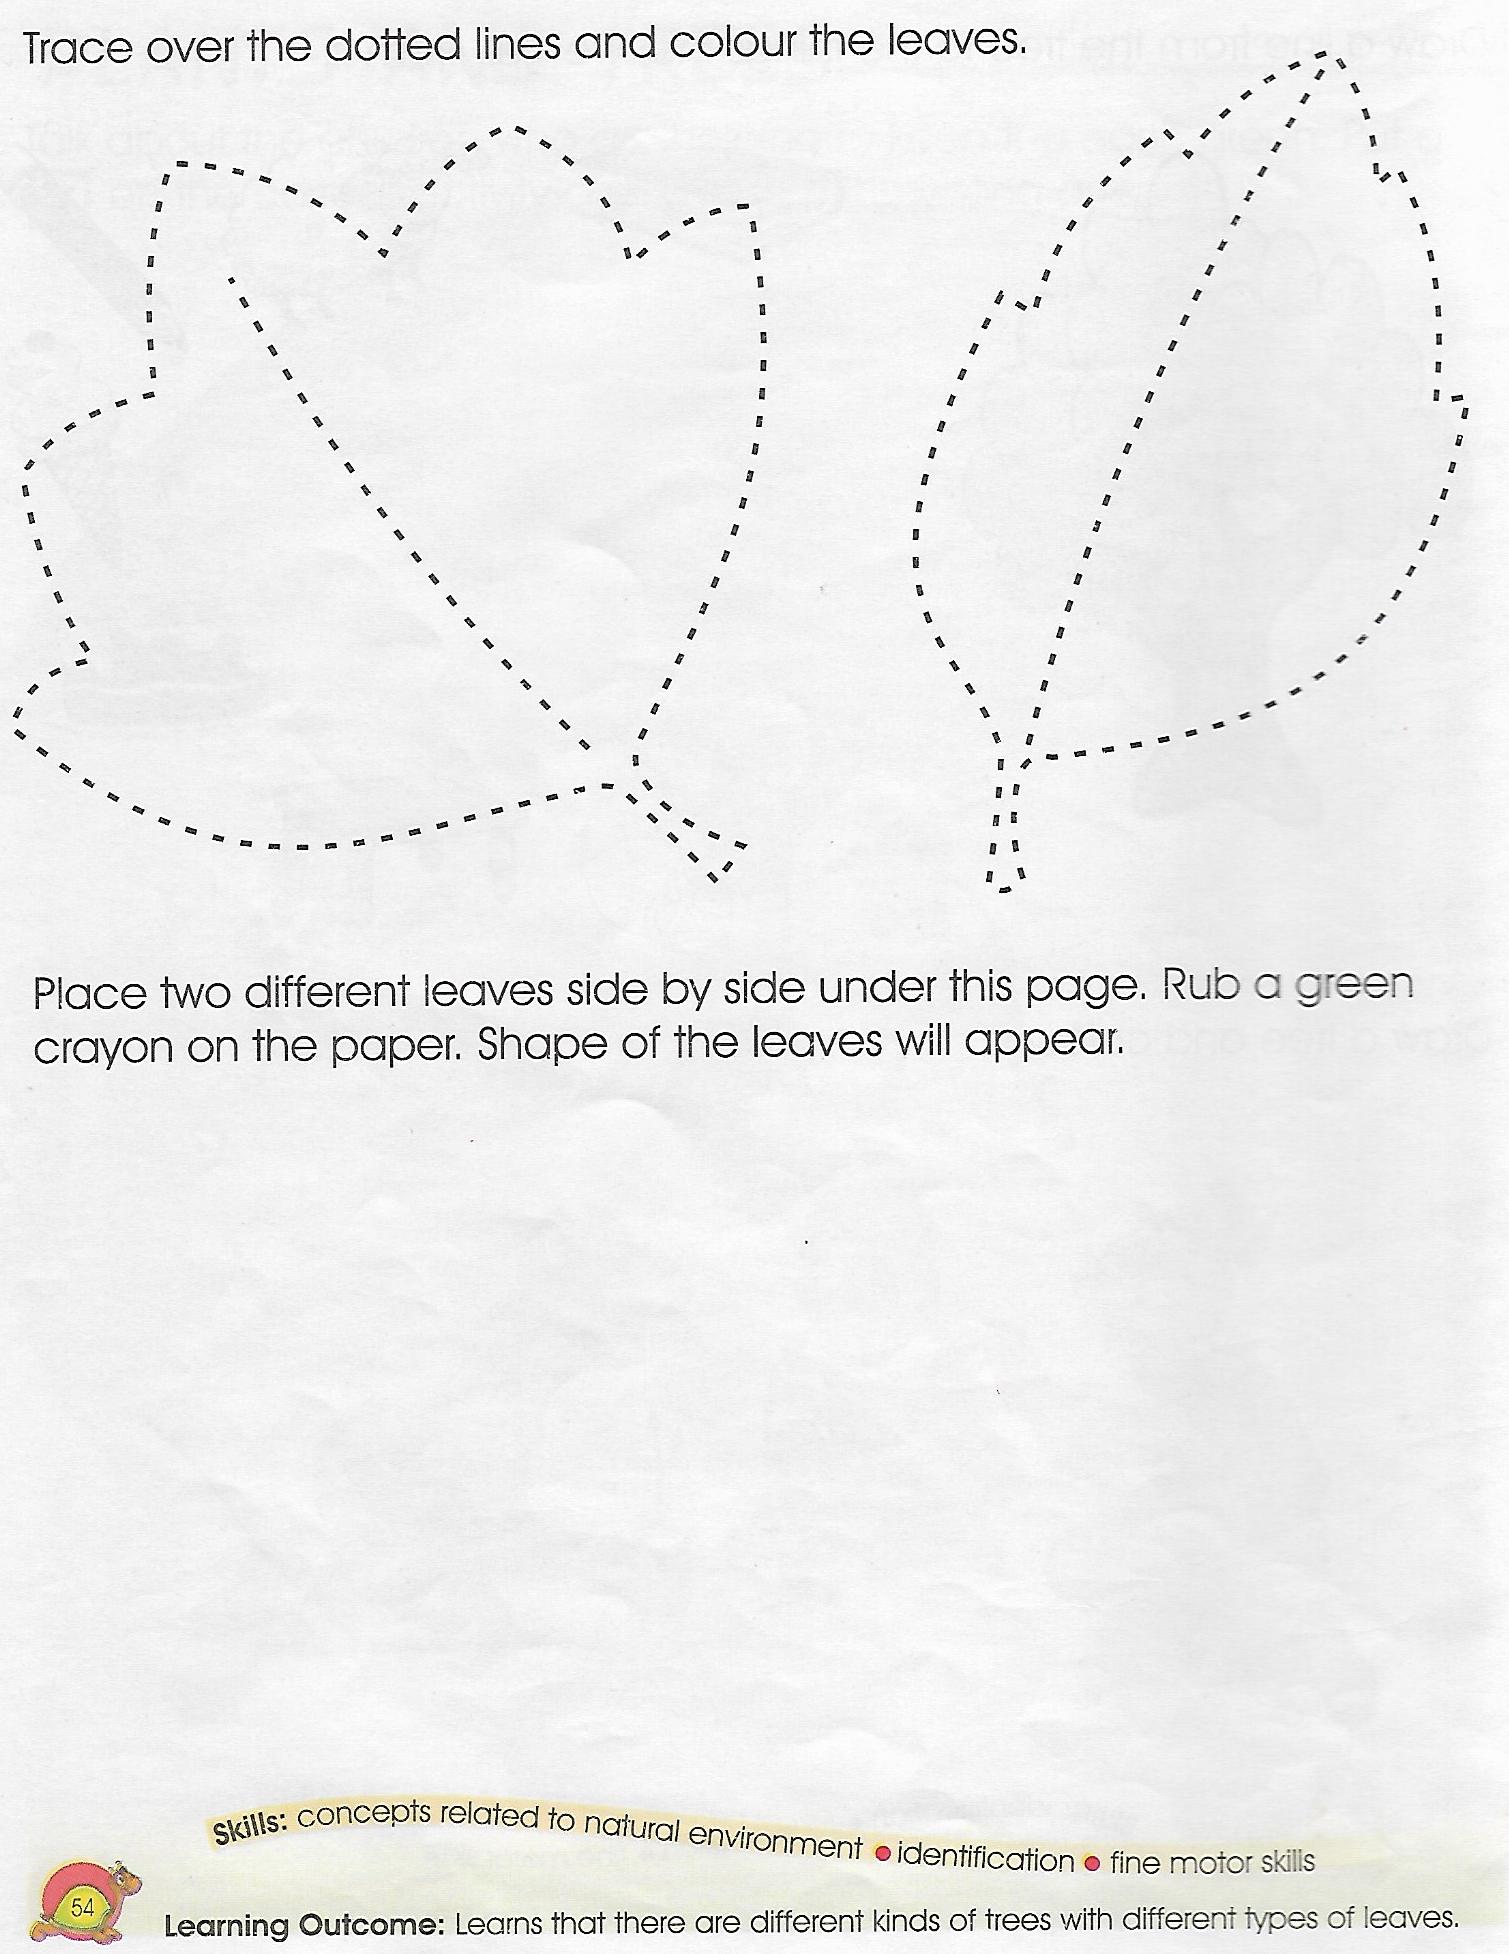 Trace over the dotted lines and colour the leaves.
Place two different leaves side by side under this page. Rub a green
crayon on the paper. Shape of the leaves will appear.
Skills: concepts related to natural environment • identification • fine motor skills
54
Learning Outcome: Learns that there are different kinds of trees with different types of leaves.